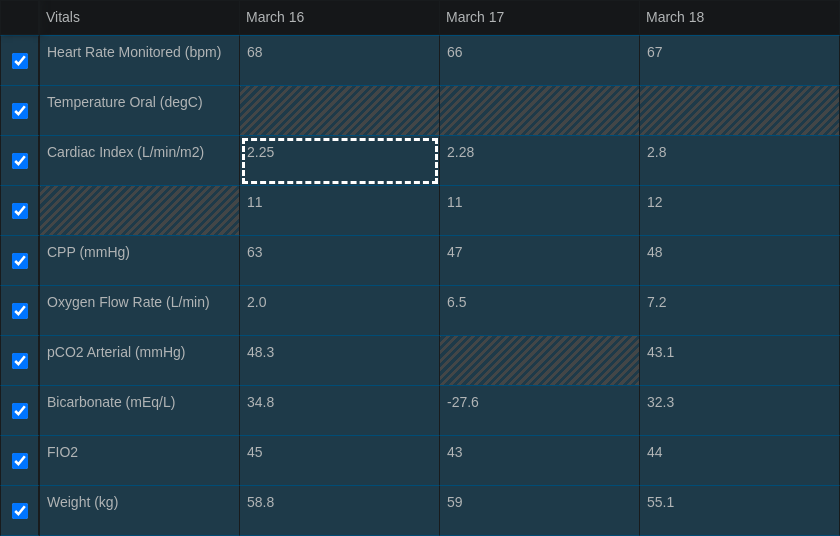 Vitals March 16 March 17 March 18
Heart Rate Monitored (bpm) 68 66 67
Temperature Oral (degC)
Cardiac Index (L/min/m2) 2.25 2.28 2.8
11 11 12
CPP (mmHg) 63 47 48
Oxygen Flow Rate (L/min) 2.0 6.5 7.2
pCO2 Arterial (mmHg) 48.3 43.1
Bicarbonate (mEq/L) 34.8 -27.6 32.3
FIO2 45 43 44
Weight (kg) 58.8 59 55.1